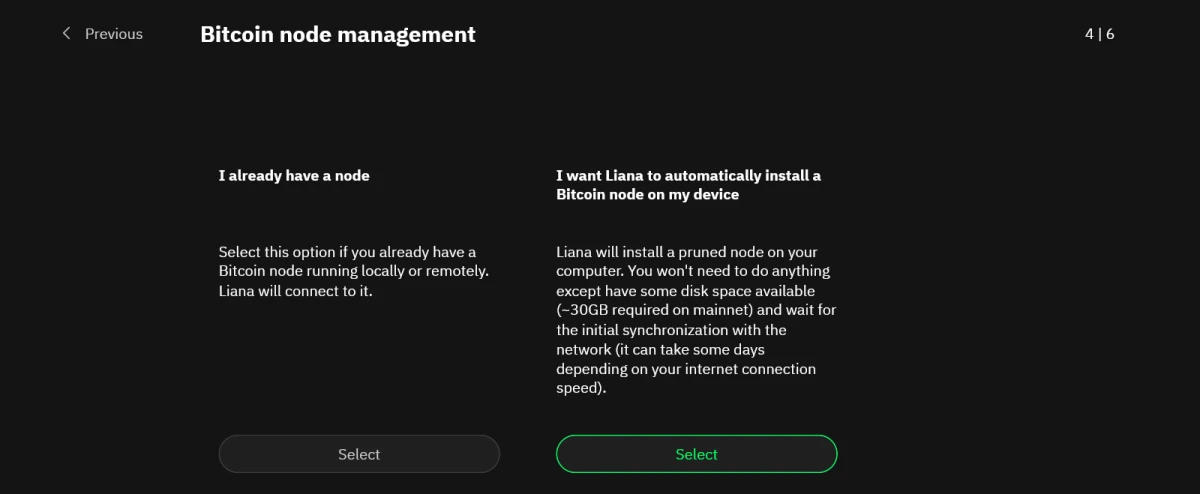 Previous
Bitcoin node management
4 | 6
I already have a node
Select this option if you already have a
Bitcoin node running locally or remotely.
Liana will connect to it.
Select
I want Liana to automatically install a
Bitcoin node on my device
Liana will install a pruned node on your
computer. You won't need to do anything
except have some disk space available
(~30GB required on mainnet) and wait for
the initial synchronization with the
network (it can take some days
depending on your internet connection
speed).
Select